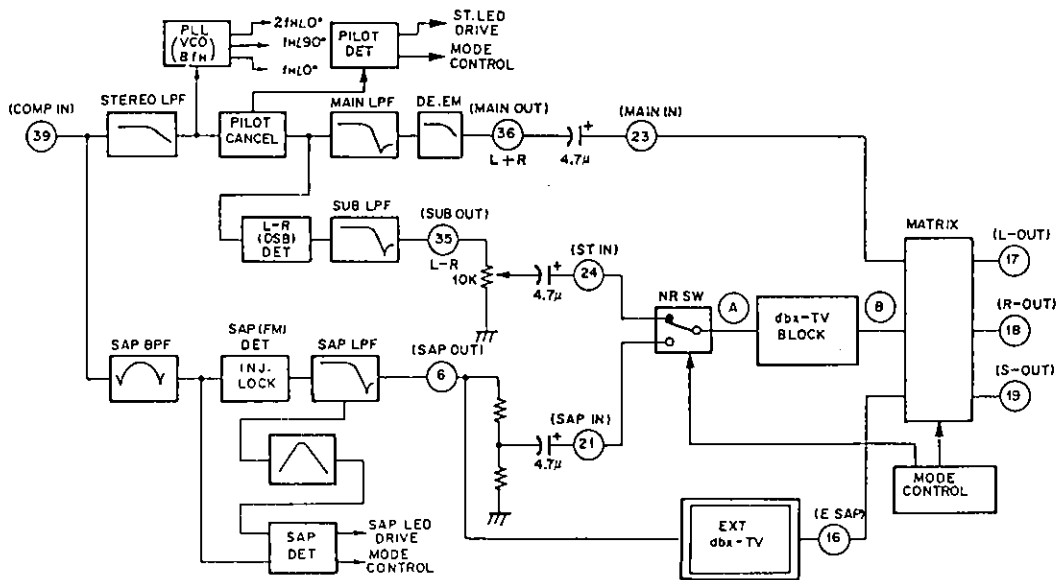 PLL
(VCO
8fH)
2fHL0°
fHL90°
fHL0°
PILOT
DET
ST.LED
DRIVE
MODE
CONTROL
(COMP IN)
39
STEREO LPF
PILOT
CANCEL
MAIN LPF
DE.EM
(MAIN OUT)
36
L+R
+
4.7μ
(MAIN IN)
23
L-R
(DSB)
DET
SUB LPF
(SUB OUT)
35
L-R
10K
+
4.7μ
(ST IN)
24
NR SW
A
dbx-TV
BLOCK
B
MATRIX
(L-OUT)
17
(R-OUT)
18
(S-OUT)
19
SAP BPF
SAP (FM)
DET
INJ.
LOCK
SAP LPF
(SAP OUT)
6
+
4.7μ
(SAP IN)
21
MODE
CONTROL
SAP
DET
SAP LED
DRIVE
MODE
CONTROL
EXT
dbx-TV
(E SAP)
16